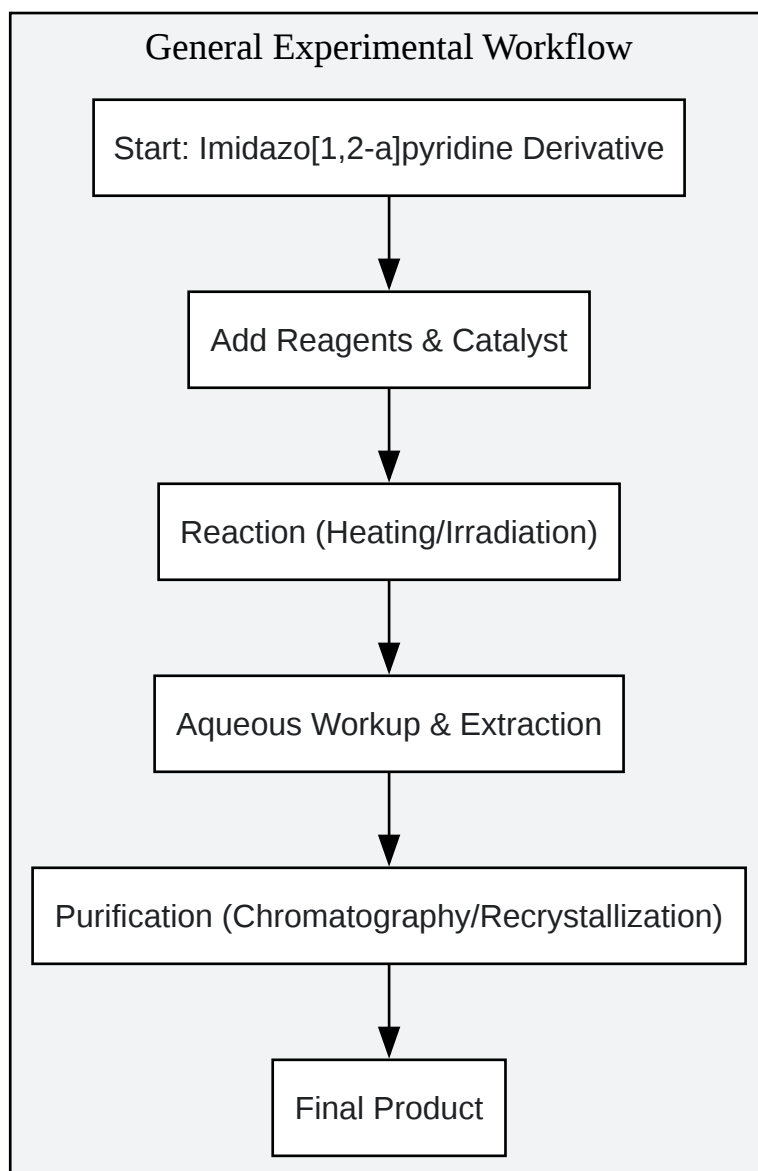 General Experimental Workflow
Start: Imidazo[1,2-a]pyridine Derivative
Add Reagents & Catalyst
Reaction (Heating/Irradiation)
Aqueous Workup & Extraction
Purification (Chromatography/Recrystallization)
Final Product